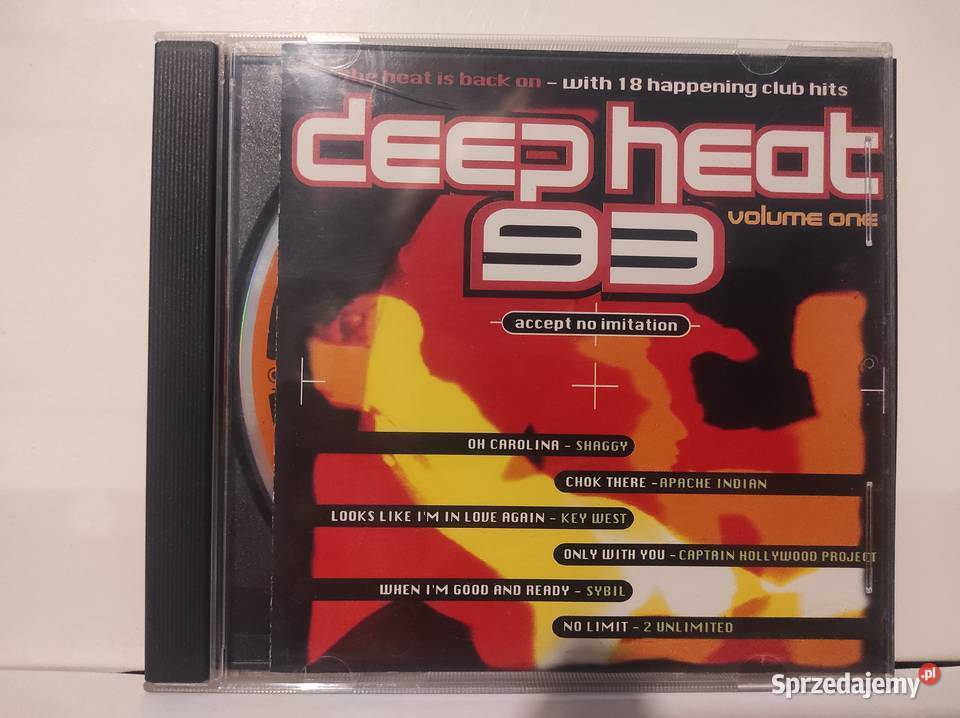 the heat is back on - with 18 happening club hits
deep heat
93
volume one
accept no imitation
OH CAROLINA - SHAGGY
CHOK THERE - APACHE INDIAN
LOOKS LIKE I'M IN LOVE AGAIN - KEY WEST
ONLY WITH YOU - CAPTAIN HOLLYWOOD PROJECT
WHEN I'M GOOD AND READY - SYBIL
NO LIMIT - 2 UNLIMITED
Sprzedajemy.pl